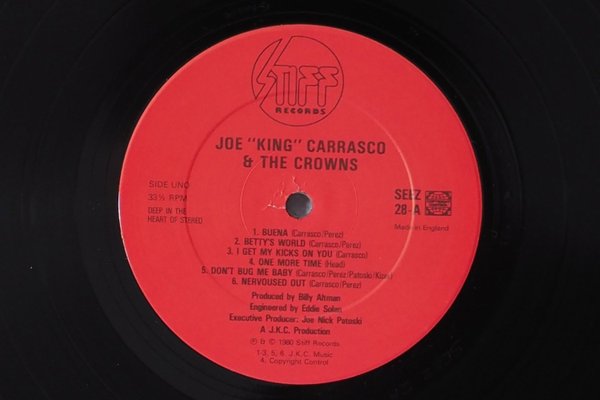 STIFF
RECORDS
JOE "KING" CARRASCO
& THE CROWNS
SIDE UNO
33⅓ RPM
DEEP IN THE
HEART OF STEREO
SEEZ
28-A
Made in England
1. BUENA (Carrasco/Perez)
2. BETTY'S WORLD (Carrasco/Perez)
3. I GET MY KICKS ON YOU (Carrasco)
4. ONE MORE TIME (Head)
5. DON'T BUG ME BABY (Carrasco/Perez/Patoski/Kizer)
6. NERVOUSED OUT (Carrasco/Perez)
Produced by Billy Altman
Engineered by Eddie Solen
Executive Producer: Joe Nick Patoski
A J.K.C. Production
℗ & © 1980 Stiff Records
1-3, 5, 6. J.K.C. Music
4. Copyright Control